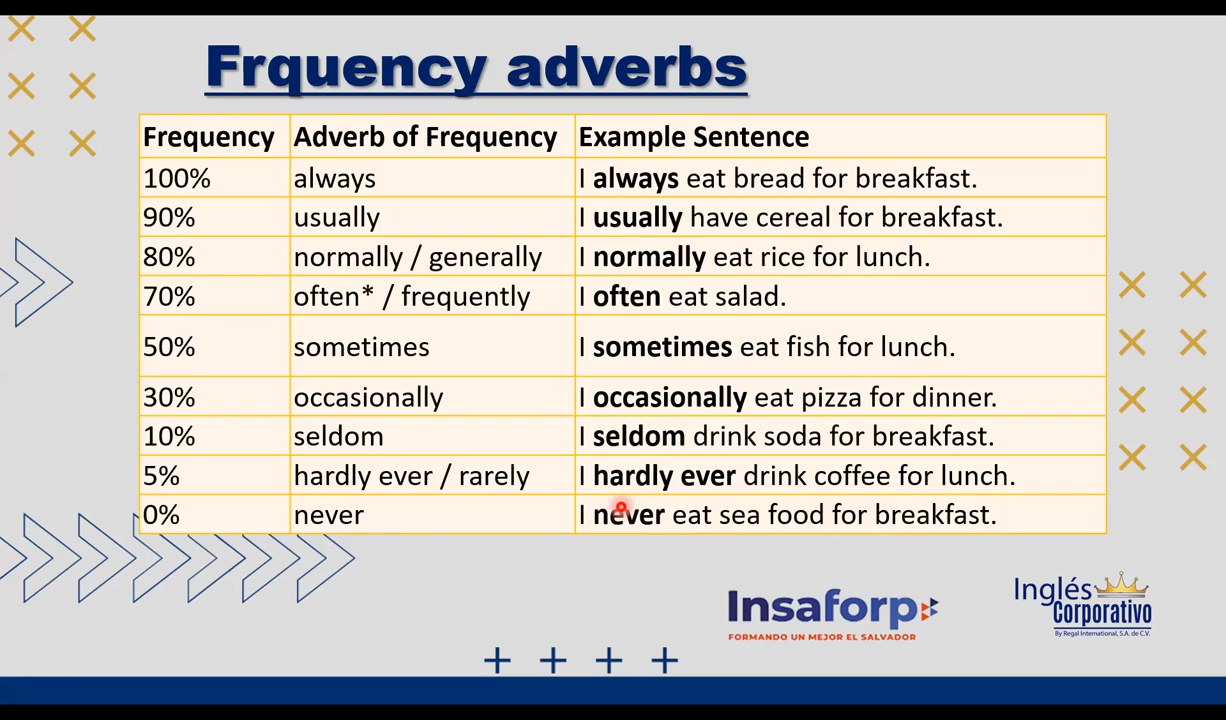 Frquency adverbs
Frequency Adverb of Frequency Example Sentence
100% always I always eat bread for breakfast.
90% usually I usually have cereal for breakfast.
80% normally / generally I normally eat rice for lunch.
70% often* / frequently I often eat salad.
50% sometimes I sometimes eat fish for lunch.
30% occasionally I occasionally eat pizza for dinner.
10% seldom I seldom drink soda for breakfast.
5% hardly ever / rarely I hardly ever drink coffee for lunch.
0% never I never eat sea food for breakfast.
Insaforp
FORMANDO UN MEJOR EL SALVADOR
Inglés
Corporativo
By Regal International, S.A. de C.V.